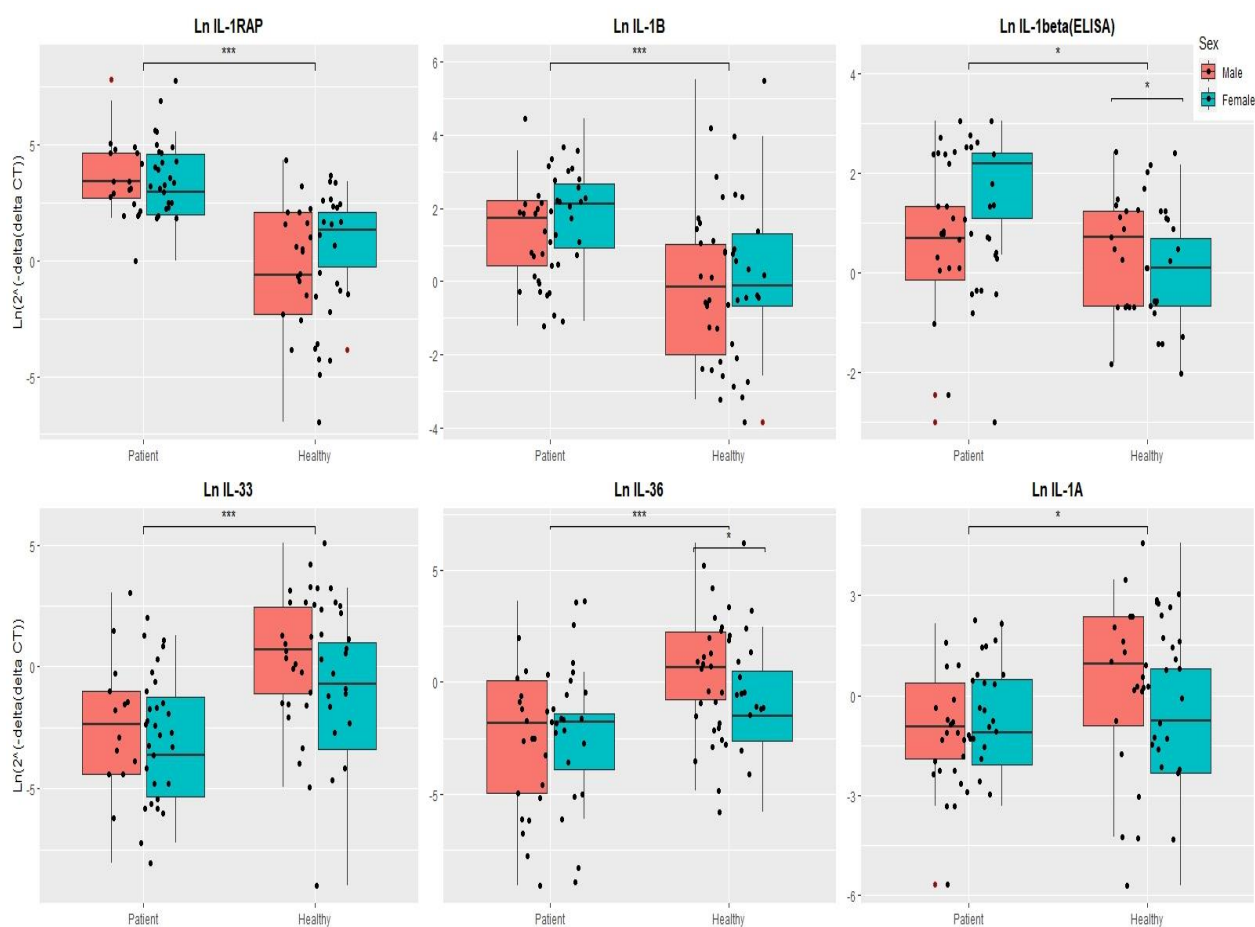 Ln IL-1RAP
Ln IL-1B
Ln IL-1beta(ELISA)
Ln(2^(-delta(delta CT))
5
0
-5
***
Patient
Healthy
6
4
2
0
-2
-4
***
Patient
Healthy
4
2
0
-2
*
*
Patient
Healthy
Sex
Male
Female
Ln IL-33
Ln IL-36
Ln IL-1A
Ln(2^(-delta(delta CT))
5
0
-5
***
Patient
Healthy
5
0
-5
***
*
Patient
Healthy
3
0
-3
-6
*
Patient
Healthy